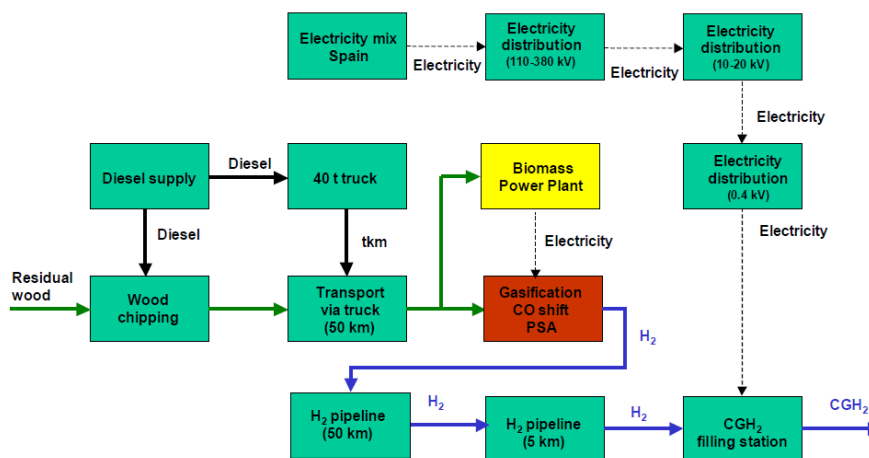 Electricity mix
Spain
Electricity
Electricity
distribution
(110-380 kV)
Electricity
Electricity
distribution
(10-20 kV)
Electricity
Diesel supply
Diesel
40 t truck
Biomass
Power Plant
Electricity
distribution
(0.4 kV)
Diesel
tkm
Electricity
Electricity
Residual
wood
Wood
chipping
Transport
via truck
(50 km)
Gasification
CO shift
PSA
H₂
H₂ pipeline
(50 km)
H₂
H₂ pipeline
(5 km)
H₂
CGH₂
filling station
CGH₂